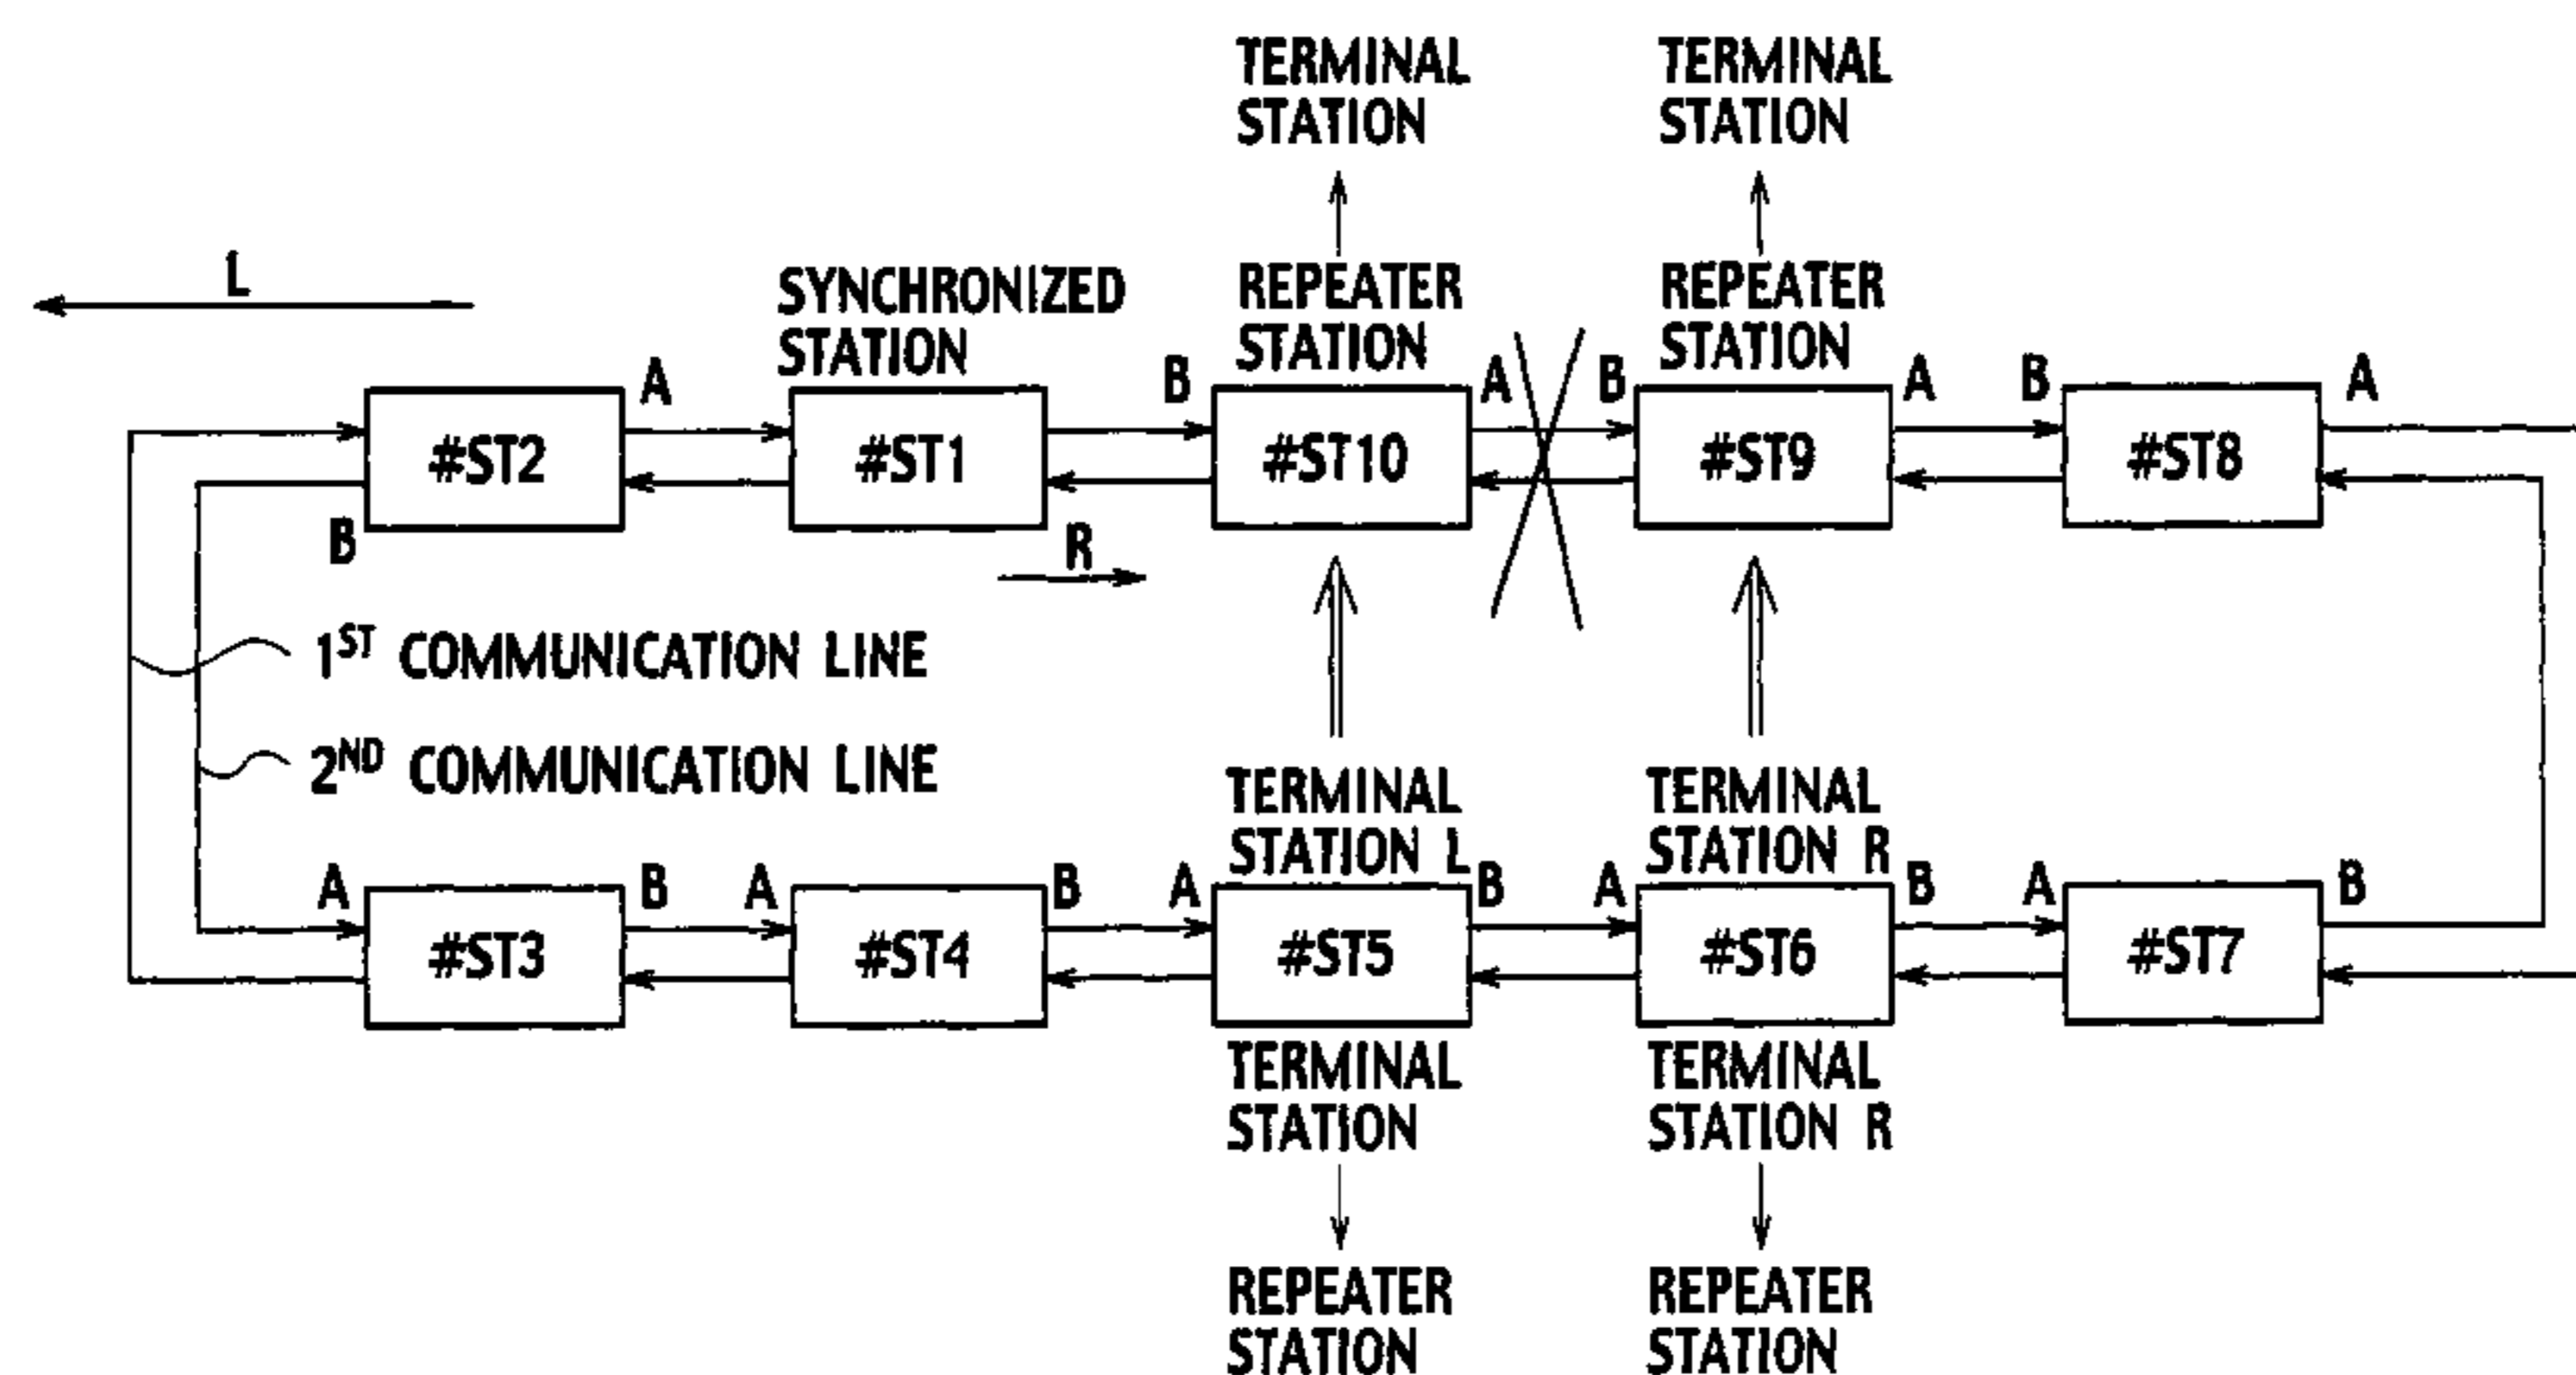 TERMINAL
STATION
TERMINAL
STATION
L
SYNCHRONIZED
STATION
REPEATER
STATION
REPEATER
STATION
A
B
A
B
A
B
A
#ST2
#ST1
#ST10
#ST9
#ST8
B
R
1ST COMMUNICATION LINE
2ND COMMUNICATION LINE
TERMINAL
STATION L
TERMINAL
STATION R
A
B
A
B
A
B
A
B
A
B
#ST3
#ST4
#ST5
#ST6
#ST7
TERMINAL
STATION
TERMINAL
STATION R
REPEATER
STATION
REPEATER
STATION